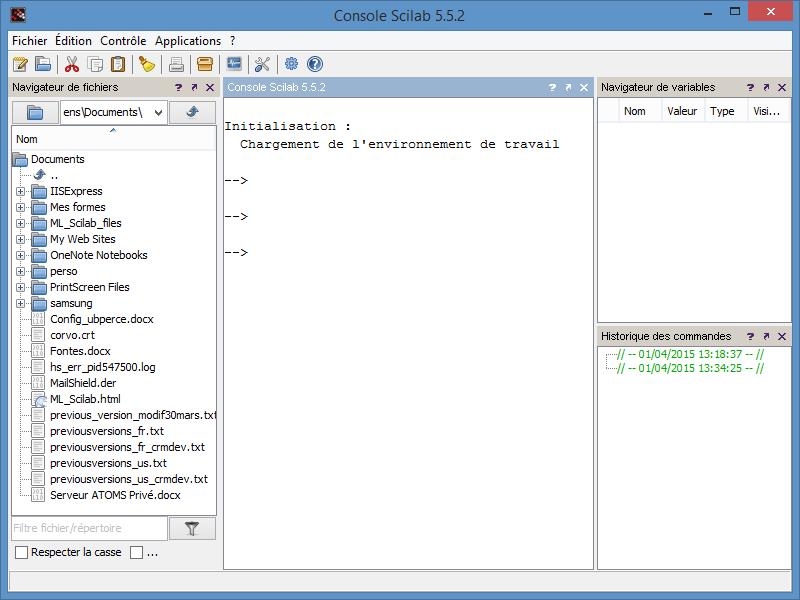 Console Scilab 5.5.2
Fichier Édition Contrôle Applications ?
Navigateur de fichiers ?
ens\Documents\
Nom
Documents
..
IISExpress
Mes formes
ML_Scilab_files
My Web Sites
OneNote Notebooks
perso
PrintScreen Files
samsung
Config_ubperce.docx
corvo.crt
Fontes.docx
hs_err_pid547500.log
MailShield.der
ML_Scilab.html
previous_version_modif30mars.txt
previousversions_fr.txt
previousversions_fr_crmdev.txt
previousversions_us.txt
previousversions_us_crmdev.txt
Serveur ATOMS Privé.docx
Filtre fichier/répertoire
Respecter la casse ...
Console Scilab 5.5.2 ?
Initialisation :
Chargement de l'environnement de travail
-->
-->
-->
Navigateur de variables ?
Nom Valeur Type Visi...
Historique des commandes ?
// -- 01/04/2015 13:18:37 -- //
// -- 01/04/2015 13:34:25 -- //